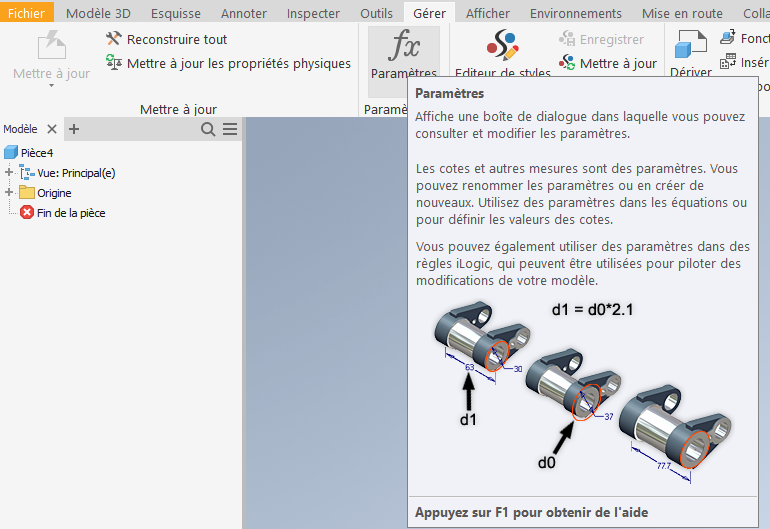 Fichier Modèle 3D Esquisse Annoter Inspecter Outils Gérer Afficher Environnements Mise en route Collab
Mettre à jour
Reconstruire tout
Mettre à jour les propriétés physiques
Mettre à jour
fx
Paramètres
Editeur de styles
Enregistrer
Mettre à jour
Dériver
Fonct
Insér
Modèle
Pièce4
Vue: Principal(e)
Origine
Fin de la pièce
Paramètres
Affiche une boîte de dialogue dans laquelle vous pouvez
consulter et modifier les paramètres.
Les cotes et autres mesures sont des paramètres. Vous
pouvez renommer les paramètres ou en créer de
nouveaux. Utilisez des paramètres dans les équations ou
pour définir les valeurs des cotes.
Vous pouvez également utiliser des paramètres dans des
règles iLogic, qui peuvent être utilisées pour piloter des
modifications de votre modèle.
d1 = d0*2.1
63
30
d1
37
d0
77.7
Appuyez sur F1 pour obtenir de l'aide